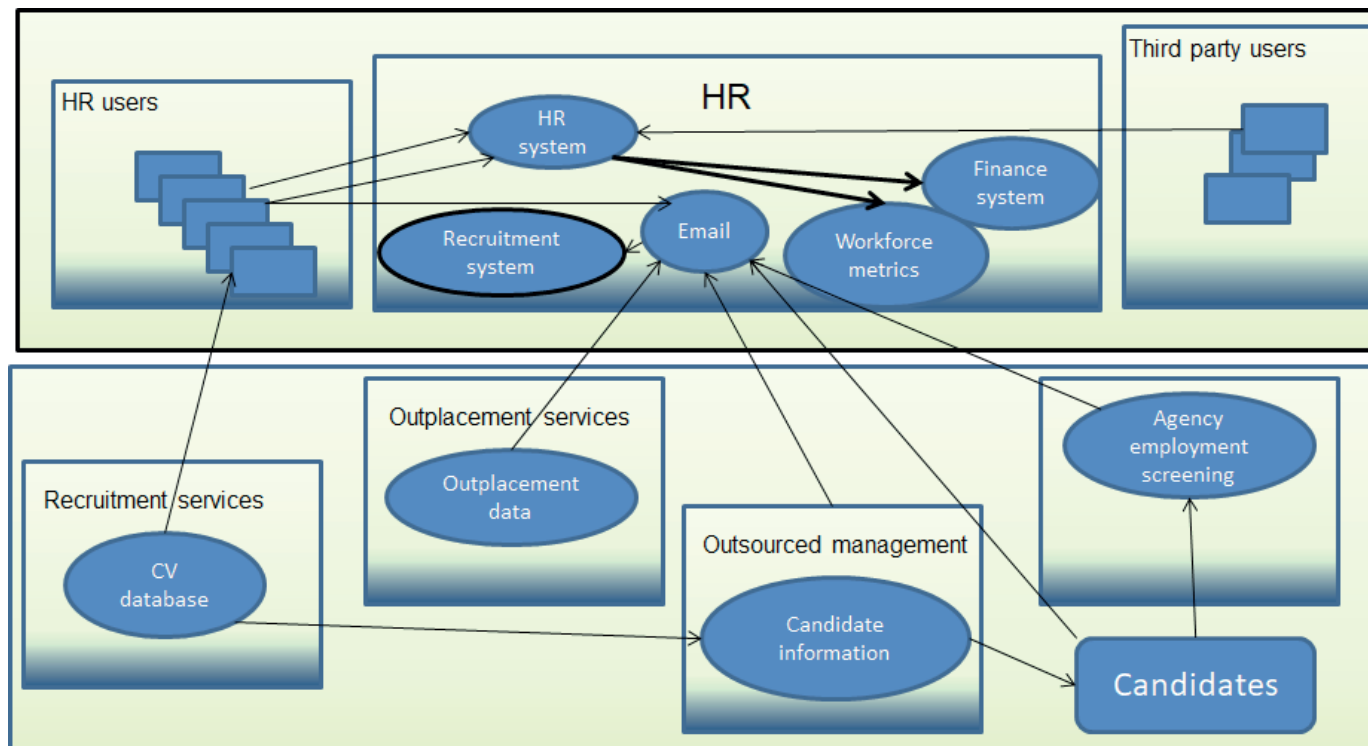 HR users
HR
Third party users
HR
system
Finance
system
Recruitment
system
Email
Workforce
metrics
Outplacement services
Outplacement
data
Agency
employment
screening
Recruitment services
CV
database
Outsourced management
Candidate
information
Candidates